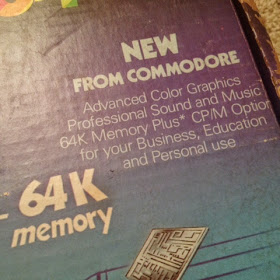 NEW
FROM COMMODORE
Advanced Color Graphics
Professional Sound and Music
64K Memory Plus* CP/M Option
for your Business, Education
and Personal use
64K
memory